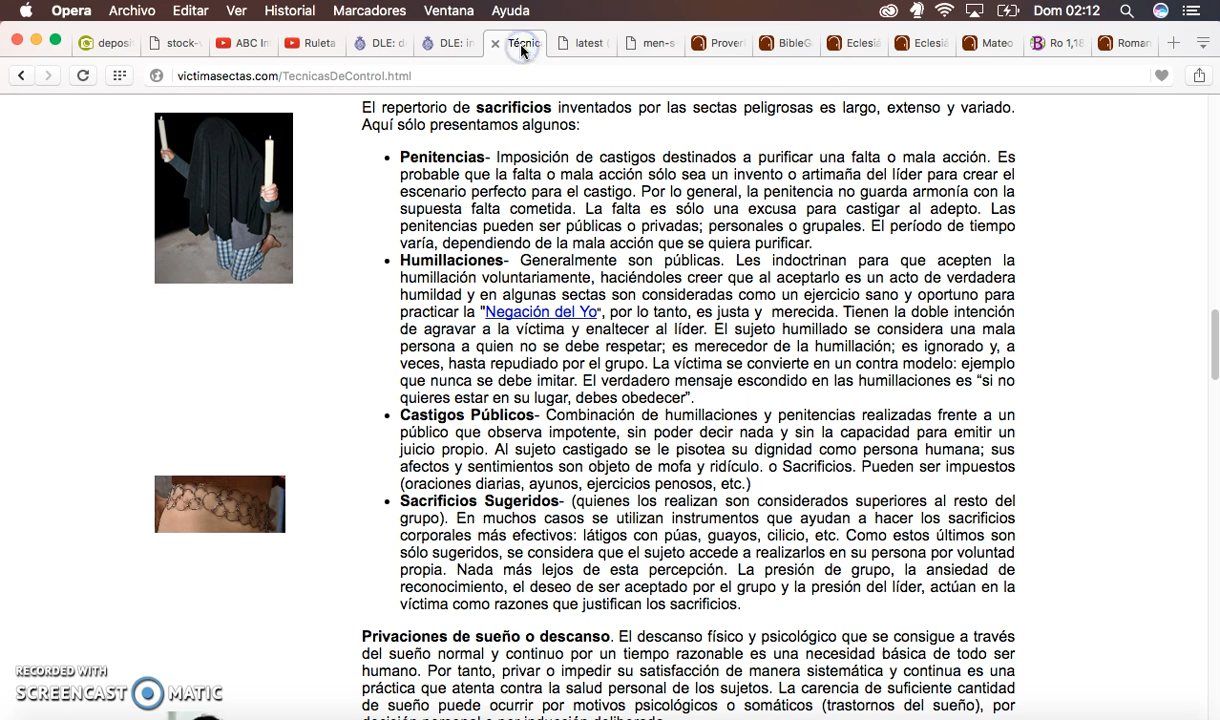 Opera Archivo Editar Ver Historial Marcadores Ventana Ayuda Dom 02:12
deposi stock-v ABC In Ruleta DLE: d DLE: in Técnic latest ( men-s Prover BibleG Eclesiá Eclesiá Mateo Ro 1,18 Roman
victimasectas.com/TecnicasDeControl.html
El repertorio de sacrificios inventados por las sectas peligrosas es largo, extenso y variado.
Aquí sólo presentamos algunos:
• Penitencias- Imposición de castigos destinados a purificar una falta o mala acción. Es
probable que la falta o mala acción sólo sea un invento o artimaña del líder para crear el
escenario perfecto para el castigo. Por lo general, la penitencia no guarda armonía con la
supuesta falta cometida. La falta es sólo una excusa para castigar al adepto. Las
penitencias pueden ser públicas o privadas; personales o grupales. El período de tiempo
varía, dependiendo de la mala acción que se quiera purificar.
• Humillaciones- Generalmente son públicas. Les indoctrinan para que acepten la
humillación voluntariamente, haciéndoles creer que al aceptarlo es un acto de verdadera
humildad y en algunas sectas son consideradas como un ejercicio sano y oportuno para
practicar la "Negación del Yo", por lo tanto, es justa y merecida. Tienen la doble intención
de agravar a la víctima y enaltecer al líder. El sujeto humillado se considera una mala
persona a quien no se debe respetar; es merecedor de la humillación; es ignorado y, a
veces, hasta repudiado por el grupo. La víctima se convierte en un contra modelo: ejemplo
que nunca se debe imitar. El verdadero mensaje escondido en las humillaciones es “si no
quieres estar en su lugar, debes obedecer”.
• Castigos Públicos- Combinación de humillaciones y penitencias realizadas frente a un
público que observa impotente, sin poder decir nada y sin la capacidad para emitir un
juicio propio. Al sujeto castigado se le pisotea su dignidad como persona humana; sus
afectos y sentimientos son objeto de mofa y ridículo. o Sacrificios. Pueden ser impuestos
(oraciones diarias, ayunos, ejercicios penosos, etc.)
• Sacrificios Sugeridos- (quienes los realizan son considerados superiores al resto del
grupo). En muchos casos se utilizan instrumentos que ayudan a hacer los sacrificios
corporales más efectivos: látigos con púas, guayos, cilicio, etc. Como estos últimos son
sólo sugeridos, se considera que el sujeto accede a realizarlos en su persona por voluntad
propia. Nada más lejos de esta percepción. La presión de grupo, la ansiedad de
reconocimiento, el deseo de ser aceptado por el grupo y la presión del líder, actúan en la
víctima como razones que justifican los sacrificios.
Privaciones de sueño o descanso. El descanso físico y psicológico que se consigue a través
del sueño normal y continuo por un tiempo razonable es una necesidad básica de todo ser
humano. Por tanto, privar o impedir su satisfacción de manera sistemática y continua es una
práctica que atenta contra la salud personal de los sujetos. La carencia de suficiente cantidad
de sueño puede ocurrir por motivos psicológicos o somáticos (trastornos del sueño), por
RECORDED WITH
SCREENCAST MATIC